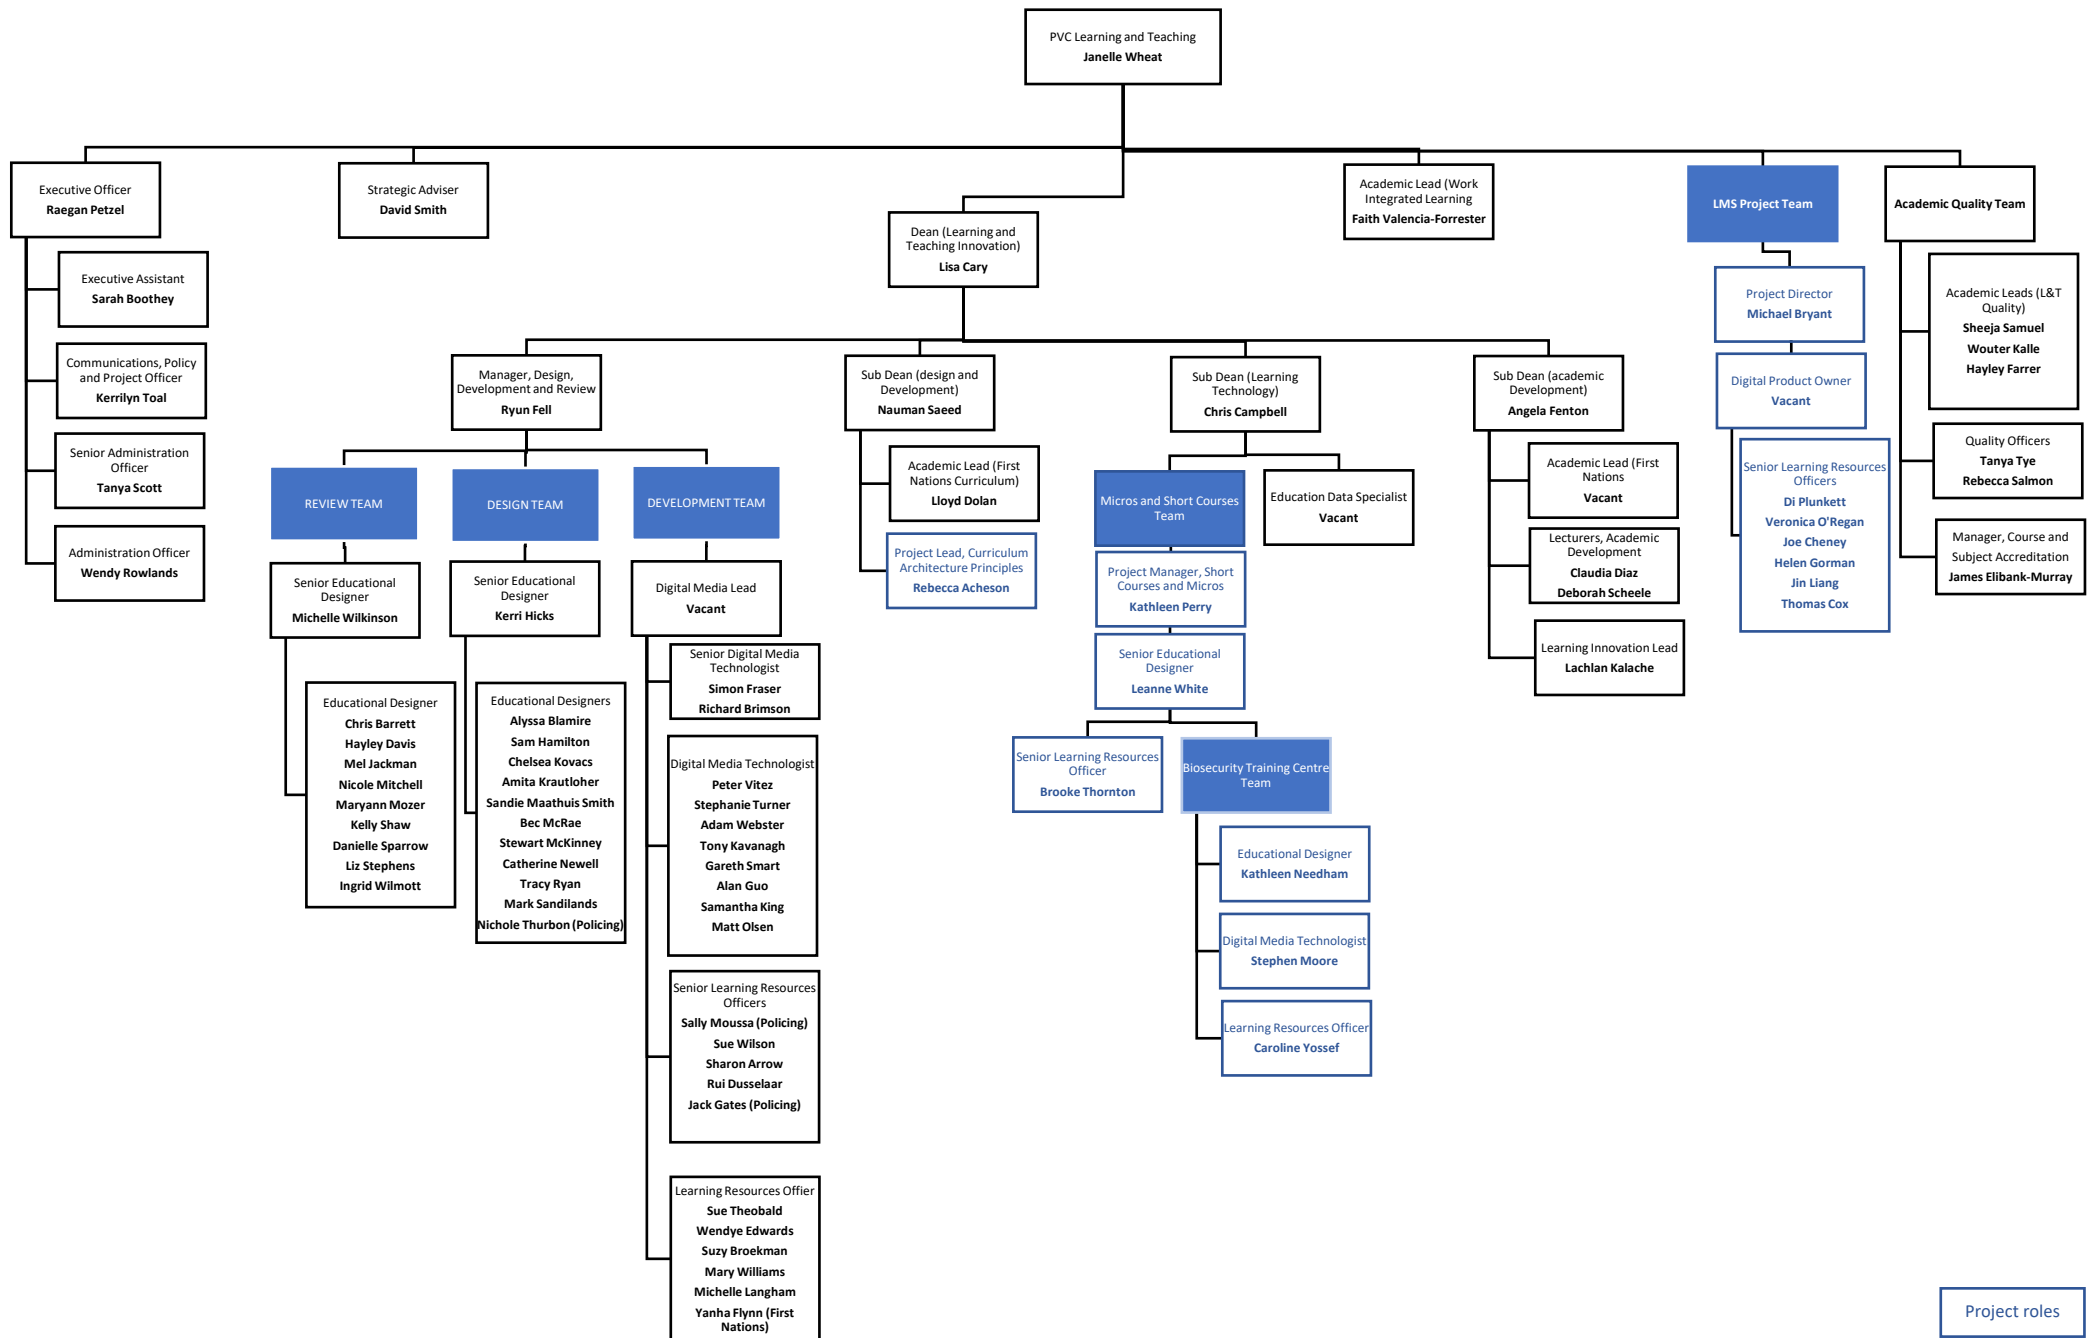 PVC Learning and Teaching
Janelle Wheat
Executive Officer
Raegan Petzel
Strategic Adviser
David Smith
Dean (Learning and
Teaching Innovation)
Lisa Cary
Academic Lead (Work
Integrated Learning
Faith Valencia-Forrester
LMS Project Team
Academic Quality Team
Executive Assistant
Sarah Boothey
Communications, Policy
and Project Officer
Kerrilyn Toal
Senior Administration
Officer
Tanya Scott
Administration Officer
Wendy Rowlands
Manager, Design,
Development and Review
Ryun Fell
Sub Dean (design and
Development)
Nauman Saeed
Sub Dean (Learning
Technology)
Chris Campbell
Sub Dean (academic
Development)
Angela Fenton
REVIEW TEAM
DESIGN TEAM
DEVELOPMENT TEAM
Senior Educational
Designer
Michelle Wilkinson
Educational Designer
Chris Barrett
Hayley Davis
Mel Jackman
Nicole Mitchell
Maryann Mozer
Kelly Shaw
Danielle Sparrow
Liz Stephens
Ingrid Wilmott
Senior Educational
Designer
Kerri Hicks
Educational Designers
Alyssa Blamire
Sam Hamilton
Chelsea Kovacs
Amita Krautloher
Sandie Maathuis Smith
Bec McRae
Stewart McKinney
Catherine Newell
Tracy Ryan
Mark Sandilands
Nichole Thurbon (Policing)
Digital Media Lead
Vacant
Senior Digital Media
Technologist
Simon Fraser
Richard Brimson
Digital Media Technologist
Peter Vitez
Stephanie Turner
Adam Webster
Tony Kavanagh
Gareth Smart
Alan Guo
Samantha King
Matt Olsen
Senior Learning Resources
Officers
Sally Moussa (Policing)
Sue Wilson
Sharon Arrow
Rui Dusselaar
Jack Gates (Policing)
Learning Resources Offier
Sue Theobald
Wendye Edwards
Suzy Broekman
Mary Williams
Michelle Langham
Yanha Flynn (First
Nations)
Academic Lead (First
Nations Curriculum)
Lloyd Dolan
Project Lead, Curriculum
Architecture Principles
Rebecca Acheson
Micros and Short Courses
Team
Education Data Specialist
Vacant
Project Manager, Short
Courses and Micros
Kathleen Perry
Senior Educational
Designer
Leanne White
Senior Learning Resources
Officer
Brooke Thornton
Biosecurity Training Centre
Team
Educational Designer
Kathleen Needham
Digital Media Technologist
Stephen Moore
Learning Resources Officer
Caroline Yossef
Academic Lead (First
Nations
Vacant
Lecturers, Academic
Development
Claudia Diaz
Deborah Scheele
Learning Innovation Lead
Lachlan Kalache
Project Director
Michael Bryant
Digital Product Owner
Vacant
Senior Learning Resources
Officers
Di Plunkett
Veronica O'Regan
Joe Cheney
Helen Gorman
Jin Liang
Thomas Cox
Academic Leads (L&T
Quality)
Sheeja Samuel
Wouter Kalle
Hayley Farrer
Quality Officers
Tanya Tye
Rebecca Salmon
Manager, Course and
Subject Accreditation
James Elibank-Murray
Project roles